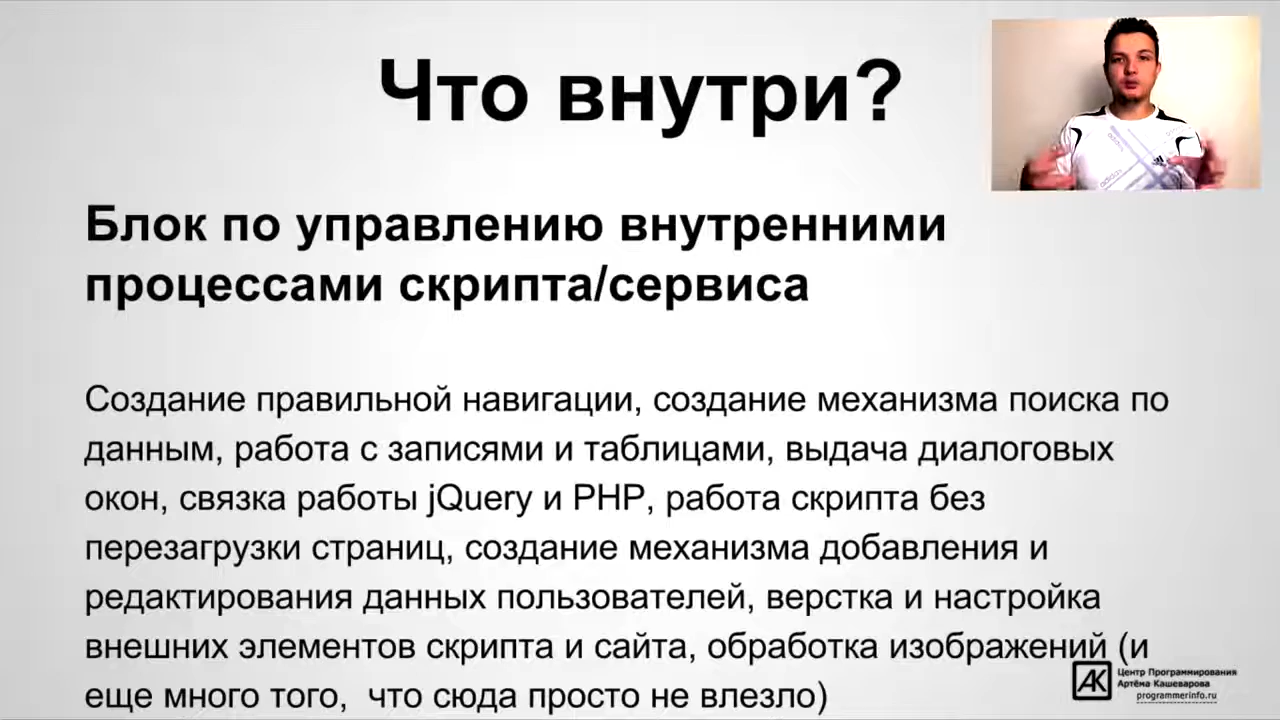 Что внутри?
Блок по управлению внутренними
процессами скрипта/сервиса
Создание правильной навигации, создание механизма поиска по
данным, работа с записями и таблицами, выдача диалоговых
окон, связка работы jQuery и PHP, работа скрипта без
перезагрузки страниц, создание механизма добавления и
редактирования данных пользователей, верстка и настройка
внешних элементов скрипта и сайта, обработка изображений (и
еще много того,  что сюда просто не влезло)
АК
Центр Программирования
Артёма Кашеварова
programmerinfo.ru
adidas
adidas